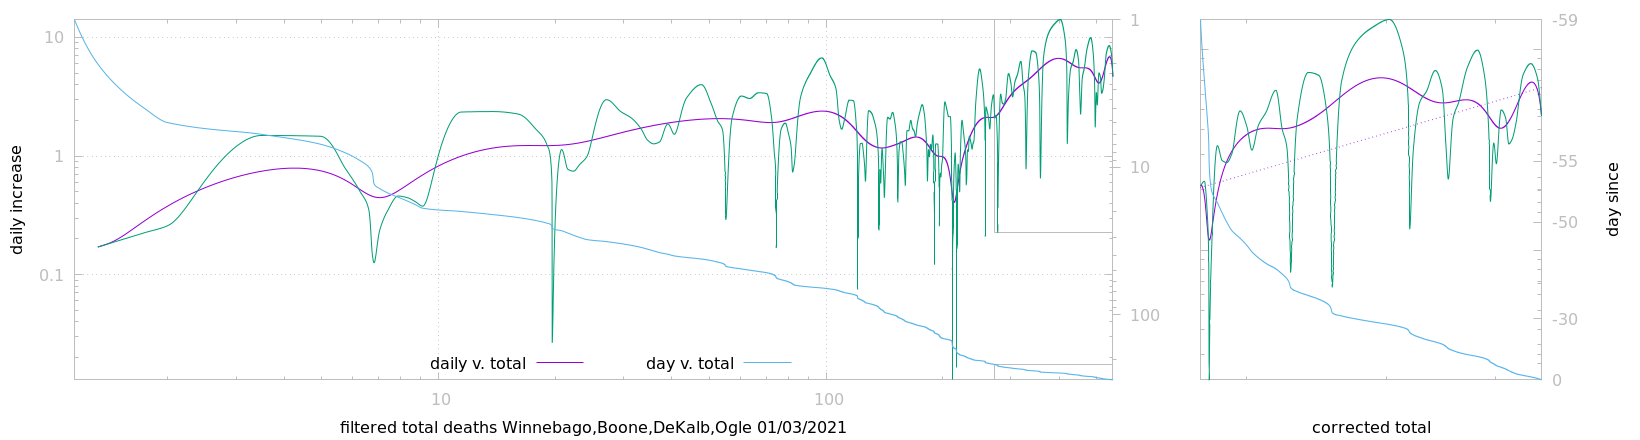 10
1
0.1
daily increase
daily v. total
day v. total
10
100
filtered total deaths Winnebago,Boone,DeKalb,Ogle 01/03/2021
1
10
100
-59
-55
-50
-30
0
day since
corrected total